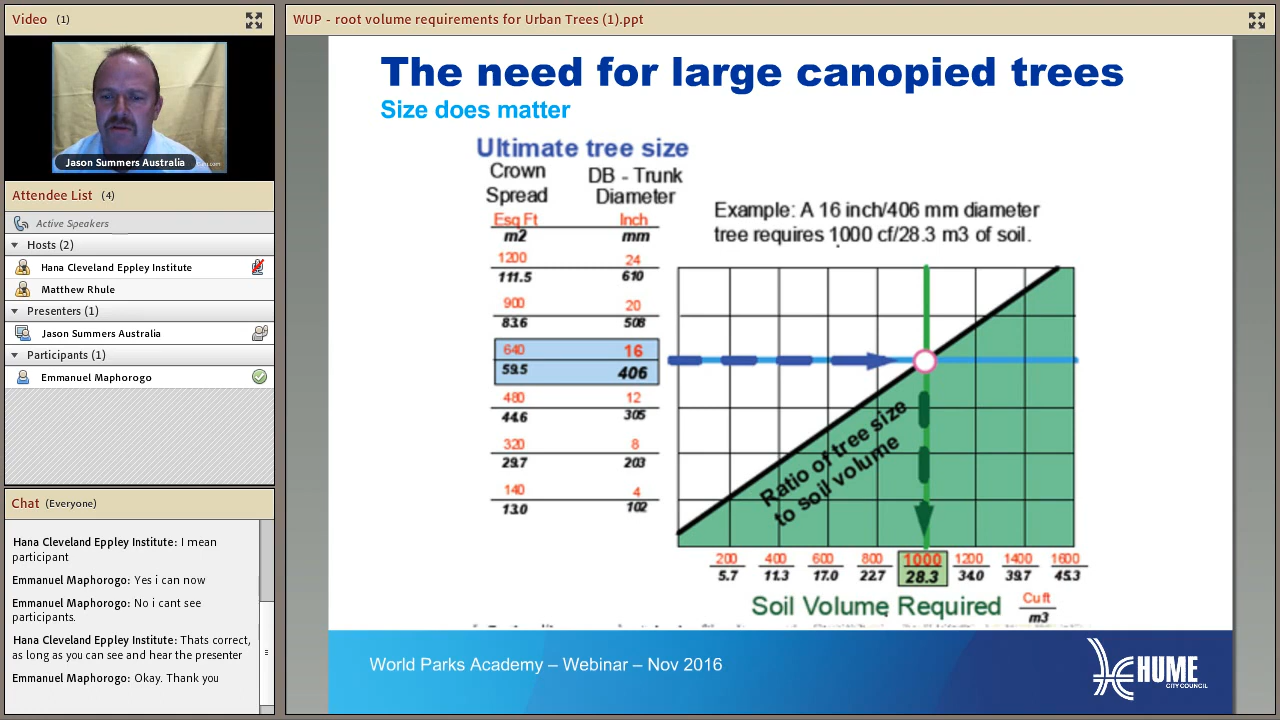 Video (1)
Jason Summers Australia
Attendee List (4)
Active Speakers
Hosts (2)
Hana Cleveland Eppley Institute
Matthew Rhule
Presenters (1)
Jason Summers Australia
Participants (1)
Emmanuel Maphorogo
Chat (Everyone)
Hana Cleveland Eppley Institute: I mean
participant
Emmanuel Maphorogo: Yes i can now
Emmanuel Maphorogo: No i cant see
participants.
Hana Cleveland Eppley Institute: Thats correct,
as long as you can see and hear the presenter
Emmanuel Maphorogo: Okay. Thank you
WUP - root volume requirements for Urban Trees (1).ppt
The need for large canopied trees
Size does matter
Ultimate tree size
Crown
Spread
DB - Trunk
Diameter
Esq Ft
Inch
m2
mm
1200
24
111.5
610
900
20
83.6
508
640
16
59.5
406
480
12
44.6
305
320
8
29.7
203
140
4
13.0
102
Example: A 16 inch/406 mm diameter
tree requires 1000 cf/28.3 m3 of soil.
Ratio of tree size
to soil volume
200 400 600 800 1000 1200 1400 1600
5.7 11.3 17.0 22.7 28.3 34.0 39.7 45.3
Soil Volume Required
Cu ft
m3
World Parks Academy – Webinar – Nov 2016
HUME
CITY COUNCIL